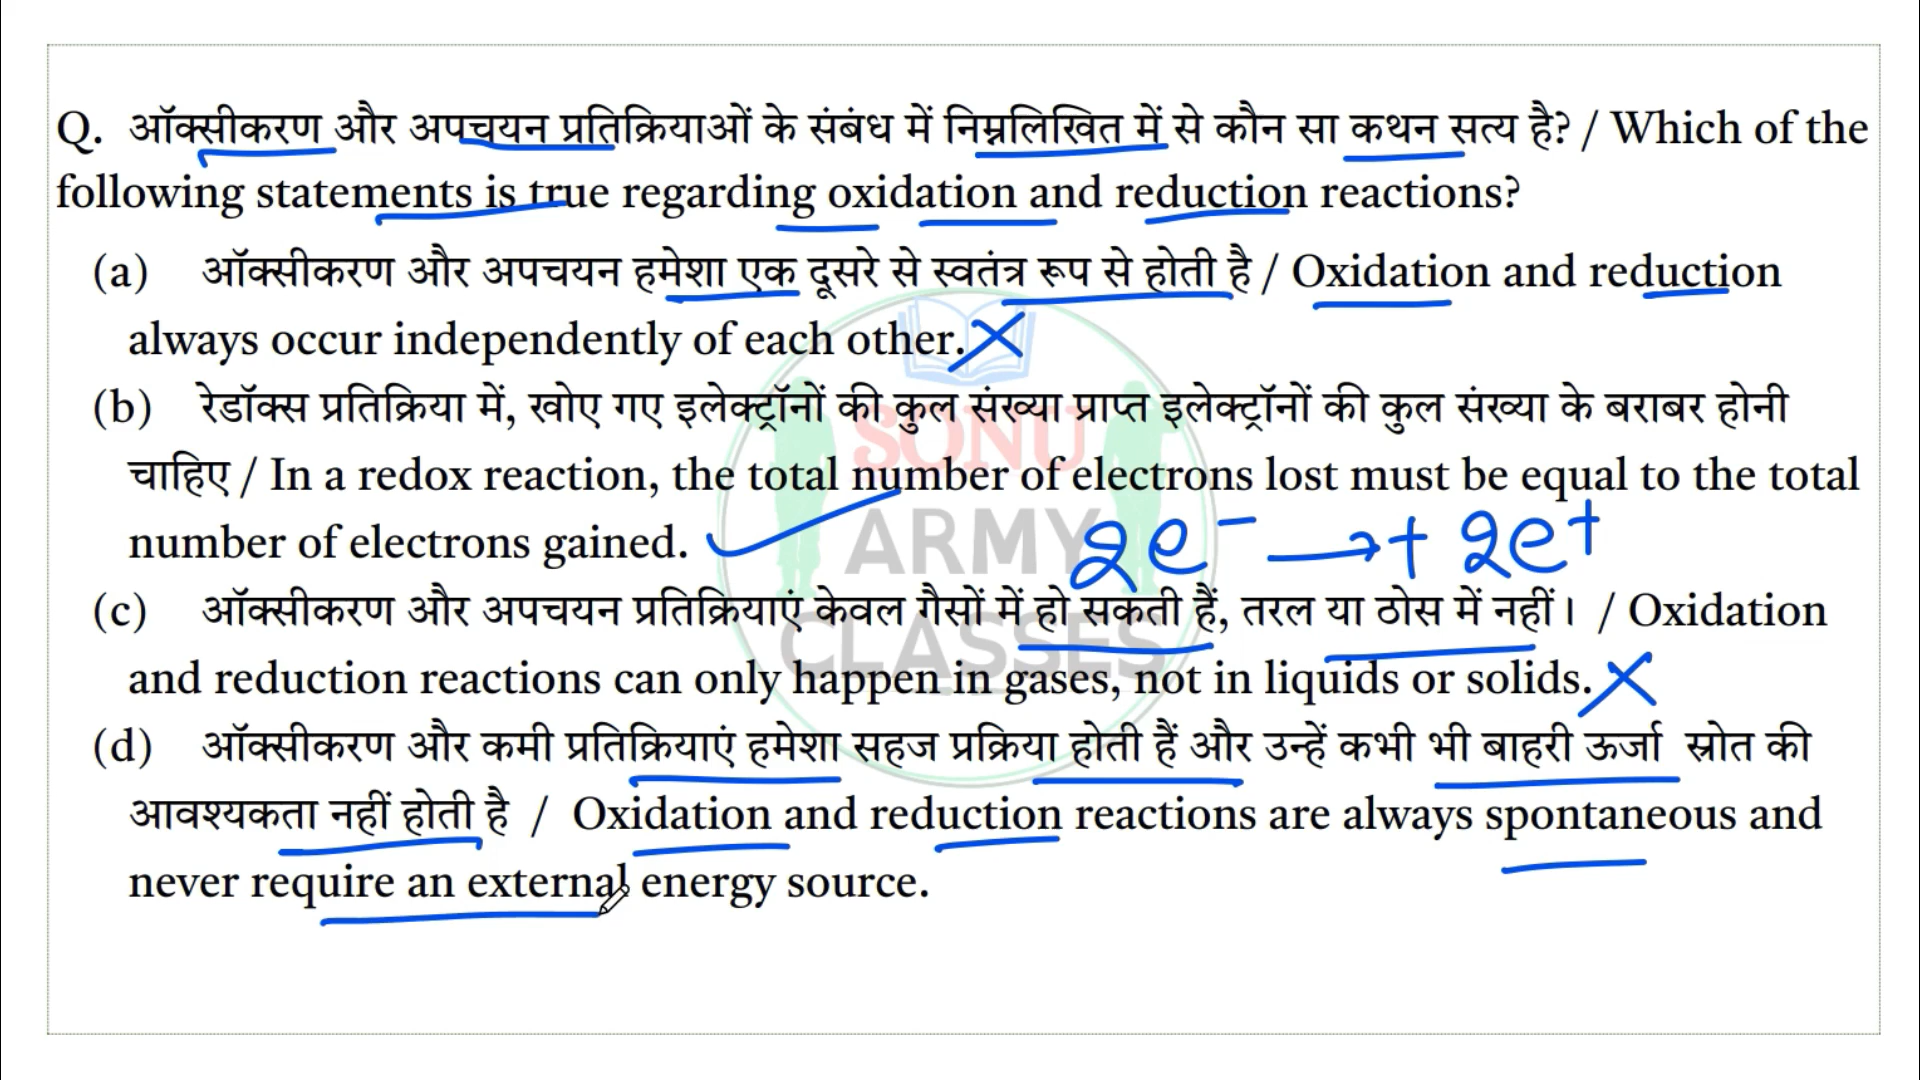 Q. ऑक्सीकरण और अपचयन प्रतिक्रियाओं के संबंध में निम्नलिखित में से कौन सा कथन सत्य है? / Which of the
following statements is true regarding oxidation and reduction reactions?
(a) ऑक्सीकरण और अपचयन हमेशा एक दूसरे से स्वतंत्र रूप से होती है / Oxidation and reduction
always occur independently of each other.
(b) रेडॉक्स प्रतिक्रिया में, खोए गए इलेक्ट्रॉनों की कुल संख्या प्राप्त इलेक्ट्रॉनों की कुल संख्या के बराबर होनी
चाहिए / In a redox reaction, the total number of electrons lost must be equal to the total
number of electrons gained.
2e⁻ → + 2e⁺
(c) ऑक्सीकरण और अपचयन प्रतिक्रियाएं केवल गैसों में हो सकती हैं, तरल या ठोस में नहीं। / Oxidation
and reduction reactions can only happen in gases, not in liquids or solids.
(d) ऑक्सीकरण और कमी प्रतिक्रियाएं हमेशा सहज प्रक्रिया होती हैं और उन्हें कभी भी बाहरी ऊर्जा स्रोत की
आवश्यकता नहीं होती है / Oxidation and reduction reactions are always spontaneous and
never require an external energy source.
SONU
ARMY
CLASSES